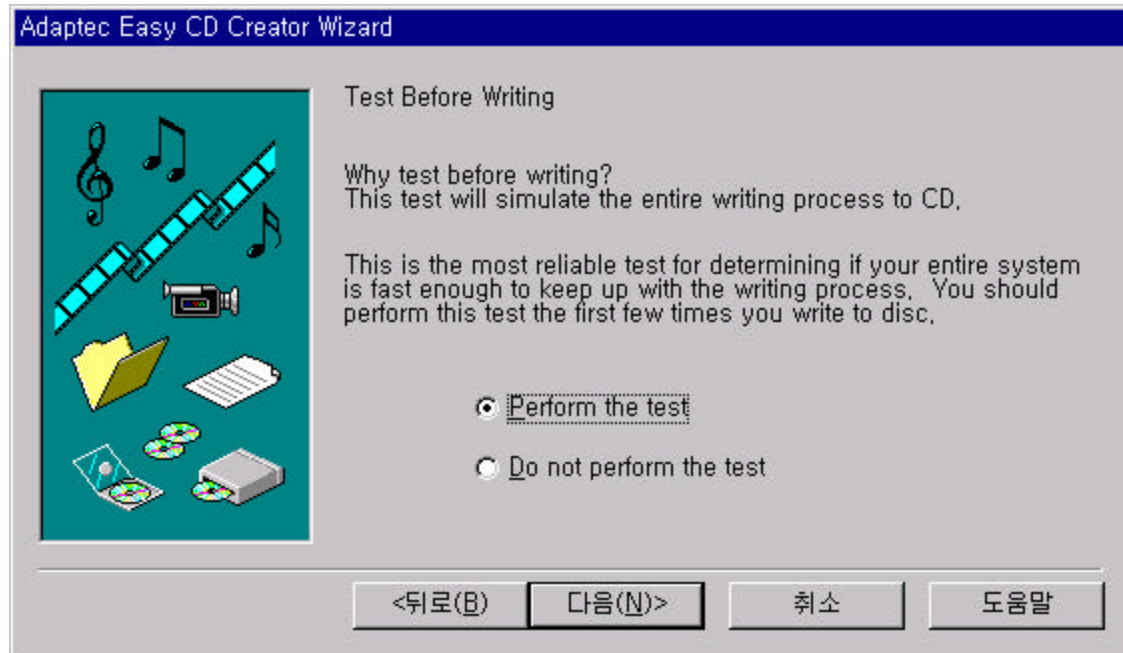 Adaptec Easy CD Creator Wizard
Test Before Writing
Why test before writing?
This test will simulate the entire writing process to CD.
This is the most reliable test for determining if your entire system
is fast enough to keep up with the writing process.  You should
perform this test the first few times you write to disc.
Perform the test
Do not perform the test
<뒤로(B) 다음(N)> 취소 도움말